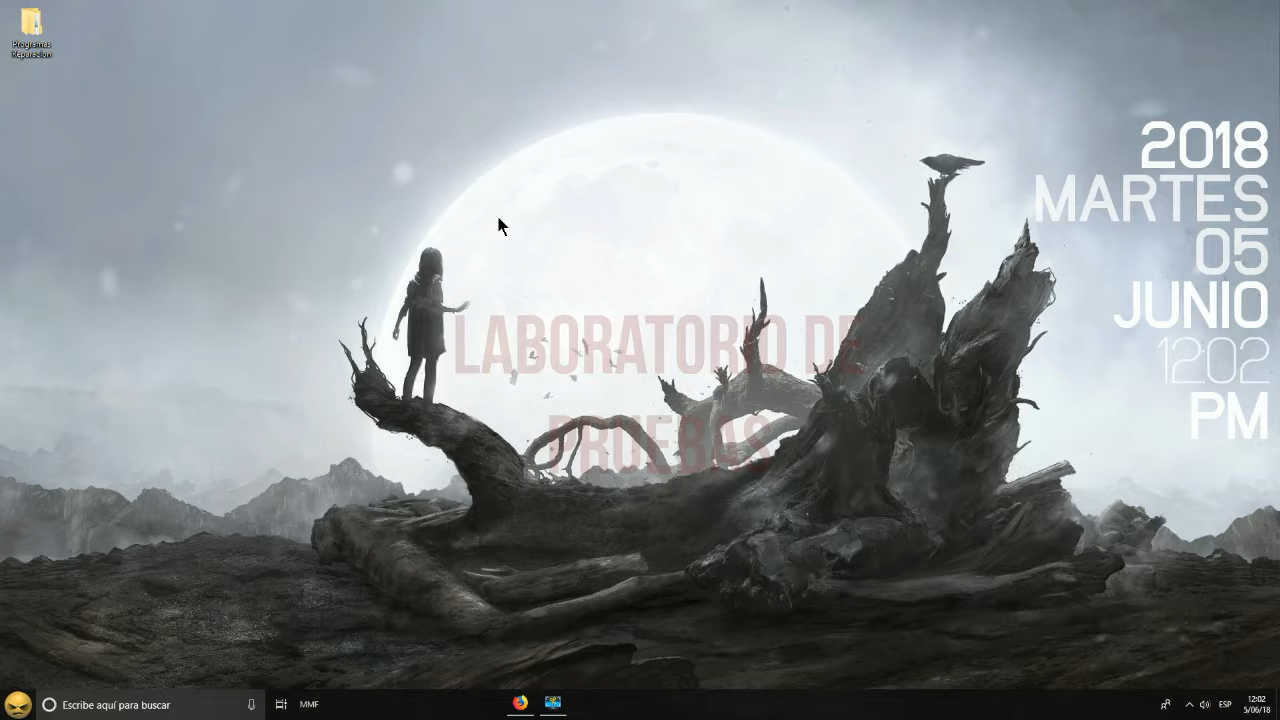 Programas
Reparacion
2018
MARTES
05
JUNIO
12:02
PM
LABORATORIO DE
PRUEBAS
Escribe aquí para buscar
MMF
ESP
12:02
5/06/18